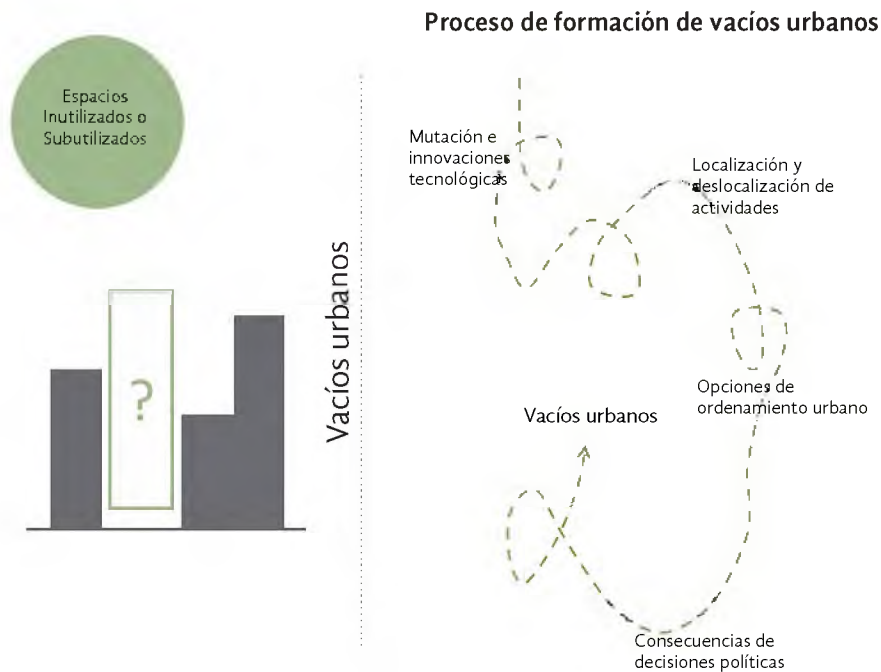 Proceso de formación de vacíos urbanos
Espacios
Inutilizados o
Subutilizados
?
Vacíos urbanos
Mutación e
innovaciones
tecnológicas
Localización y
deslocalización de
actividades
Opciones de
ordenamiento urbano
Consecuencias de
decisiones políticas
Vacíos urbanos